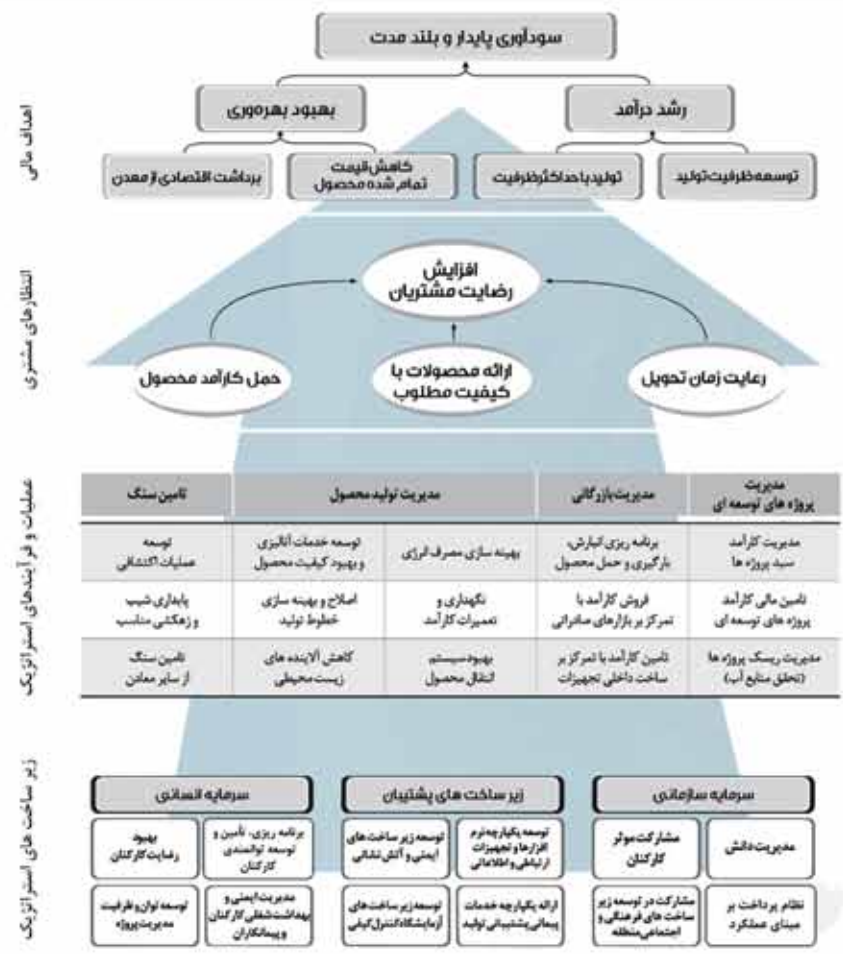 سودآوری پایدار و بلند مدت
اهداف مالی
رشد درآمد
بهبود بهره‌وری
توسعه ظرفیت تولید
تولید با حداکثر ظرفیت
کاهش قیمت
تمام شده محصول
برداشت اقتصادی از معدن
انتظارهای مشتری
افزایش
رضایت مشتریان
رعایت زمان تحویل
ارائه محصولات با
کیفیت مطلوب
حمل کارآمد محصول
عملیات و فرآیندهای استراتژیک
مدیریت
پروژه های توسعه ای
مدیریت بازرگانی
مدیریت تولید محصول
تامین سنگ
مدیریت کارآمد
سبد پروژه ها
برنامه ریزی انبارش،
بارگیری و حمل محصول
بهینه سازی مصرف انرژی
توسعه خدمات آنالیزی
و بهبود کیفیت محصول
توسعه
عملیات اکتشافی
تامین مالی کارآمد
پروژه های توسعه ای
فروش کارآمد با
تمرکز بر بازارهای صادراتی
نگهداری و
تعمیرات کارآمد
اصلاح و بهینه سازی
خطوط تولید
پایداری شیب
و زهکشی مناسب
مدیریت ریسک پروژه ها
(تحقق منابع آب)
تامین کارآمد با تمرکز بر
ساخت داخلی تجهیزات
بهبود سیستم
انتقال محصول
کاهش آلاینده های
زیست محیطی
تامین سنگ
از سایر معادن
زیر ساخت های استراتژیک
سرمایه سازمانی
زیر ساخت های پشتیبان
سرمایه انسانی
مدیریت دانش
مشارکت موثر
کارکنان
توسعه یکپارچه نرم
افزارها و تجهیزات
ارتباطی و اطلاعاتی
توسعه زیر ساخت های
ایمنی و آتش نشانی
برنامه ریزی، تأمین و
توسعه توانمندی
کارکنان
بهبود
رضایت کارکنان
نظام پرداخت بر
مبنای عملکرد
مشارکت در توسعه زیر
ساخت های فرهنگی و
اجتماعی منطقه
ارائه یکپارچه خدمات
پیمانی پشتیبانی تولید
توسعه زیر ساخت های
آزمایشگاه کنترل کیفی
مدیریت ایمنی و
بهداشت شغلی کارکنان
و پیمانکاران
توسعه توان و ظرفیت
مدیریت پروژه